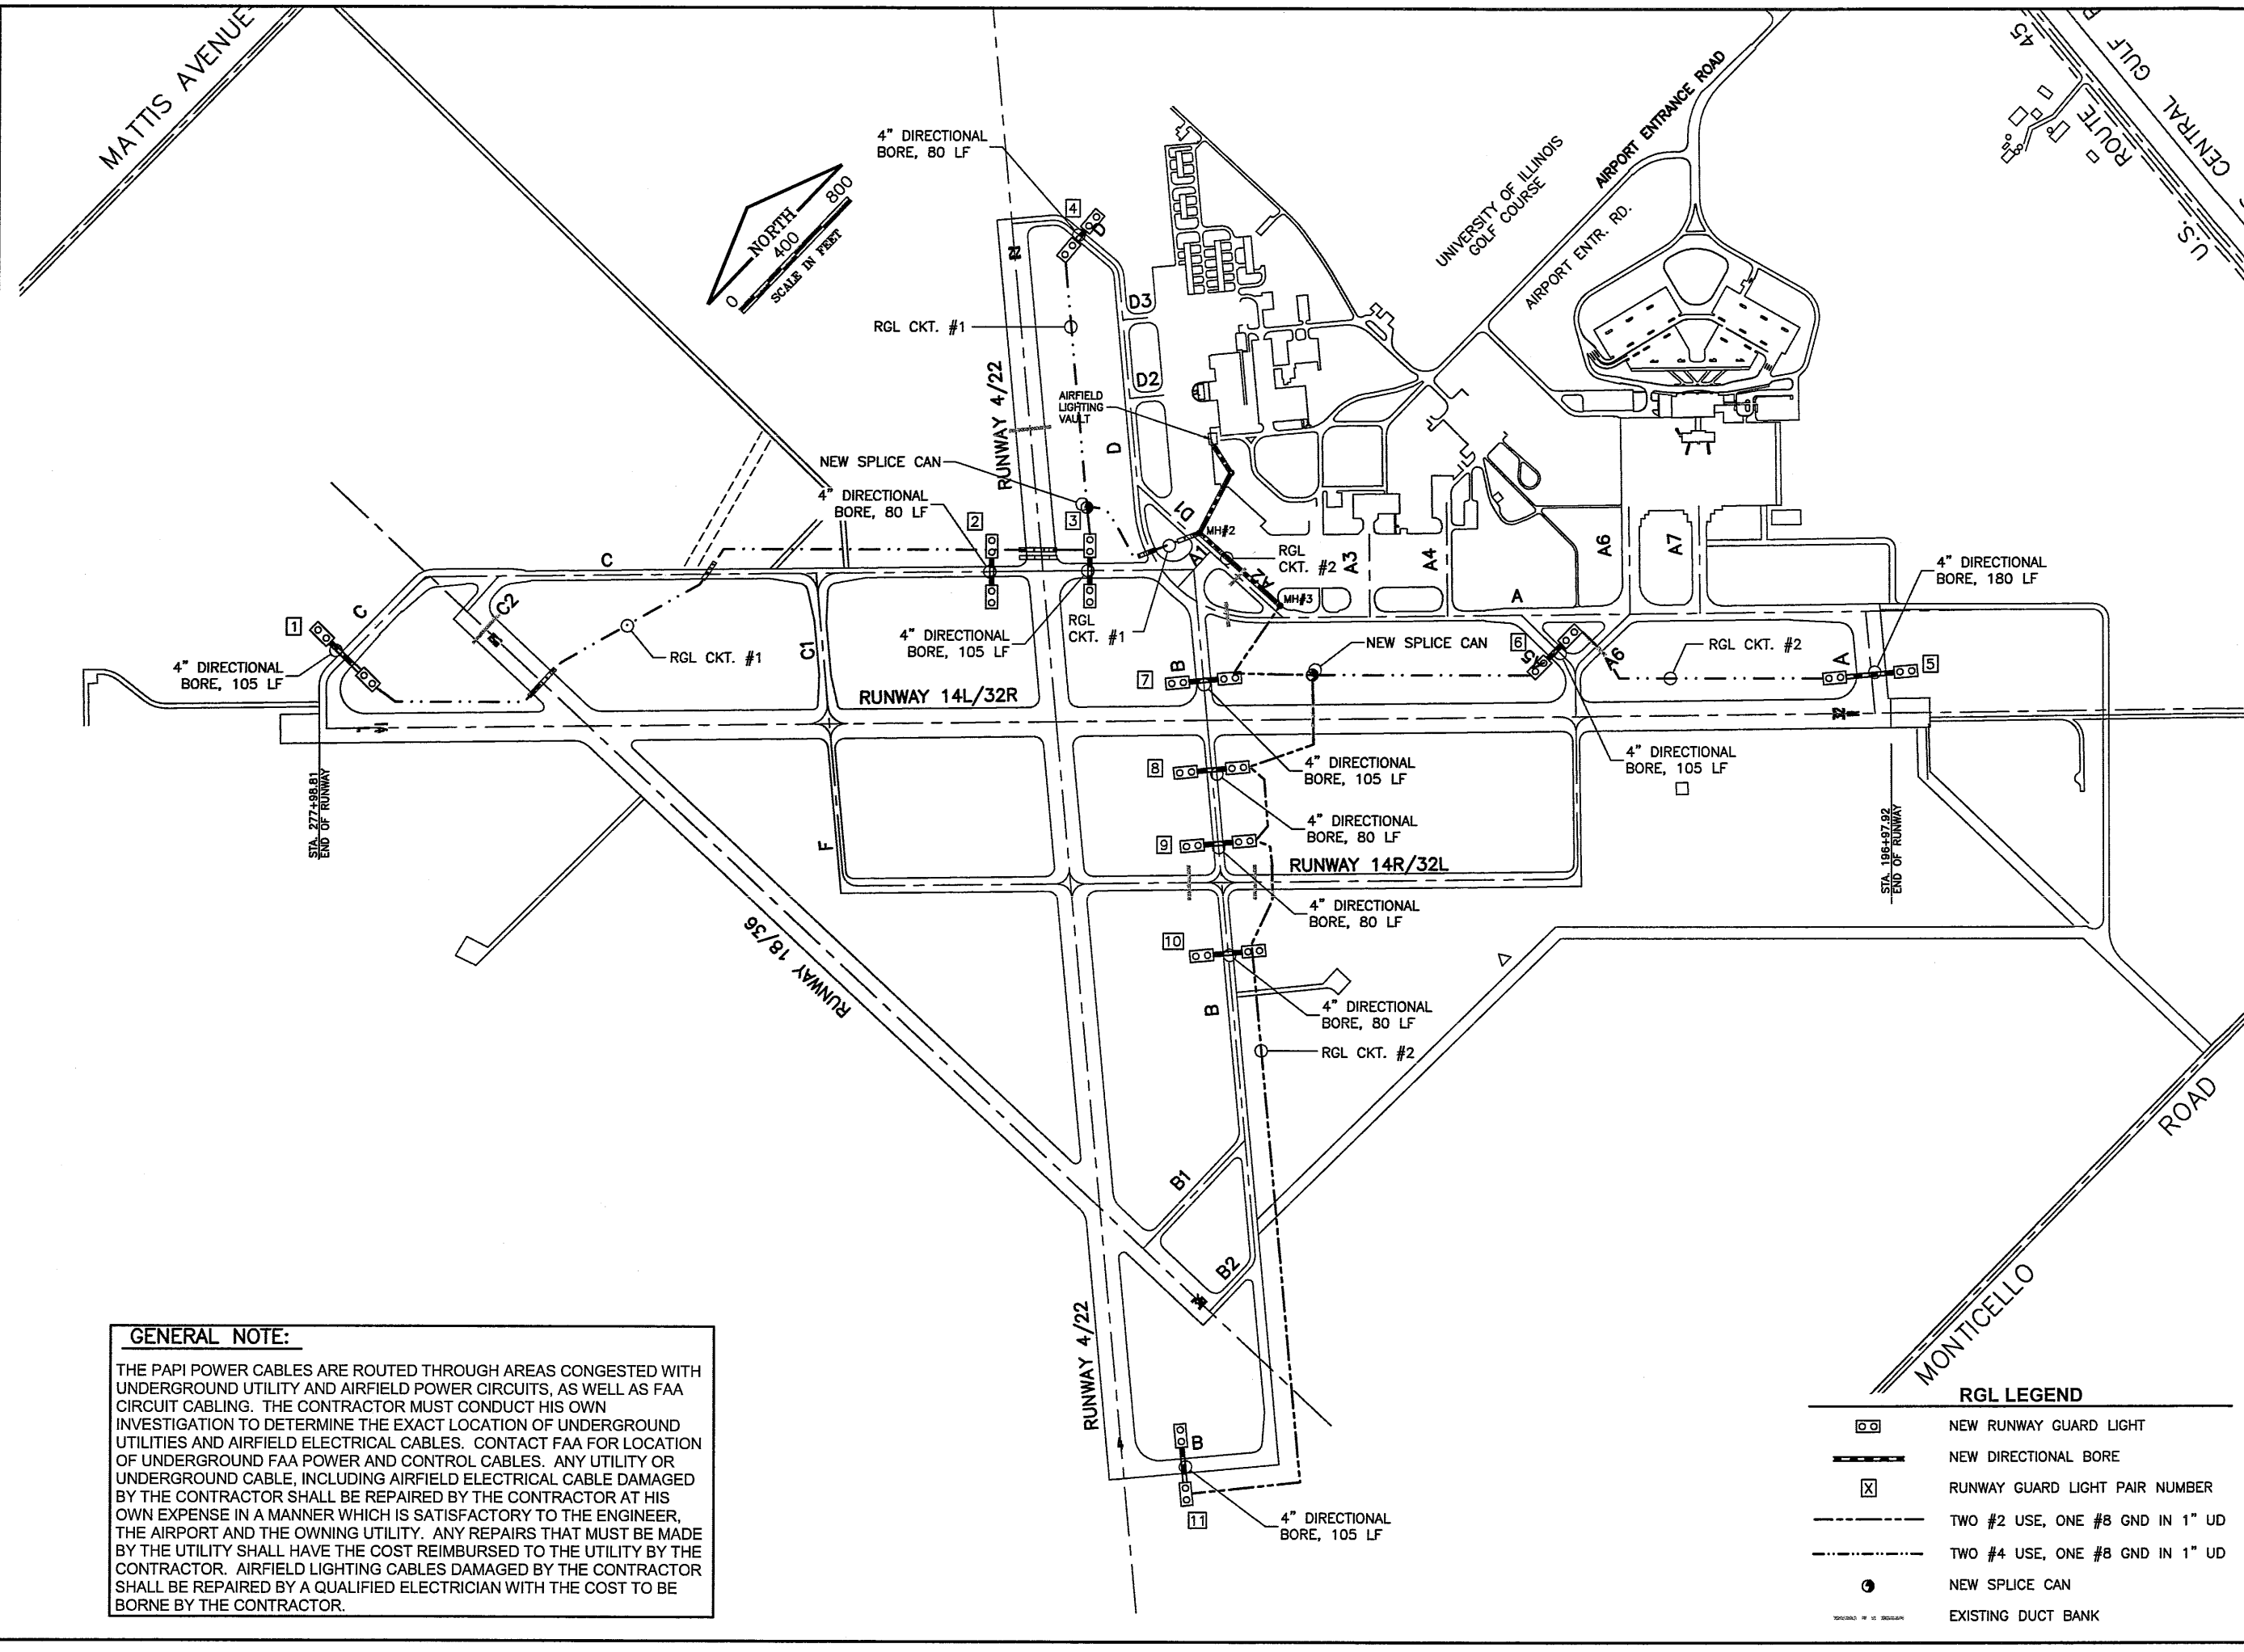 MATTIS AVENUE
45
ROUTE
U.S.
GULF
CENTRAL
4" DIRECTIONAL
BORE, 80 LF
4
D
NORTH
0
400
800
SCALE IN FEET
UNIVERSITY OF ILLINOIS
GOLF COURSE
AIRPORT ENTRANCE ROAD
AIRPORT ENTR. RD.
22
D3
RGL CKT. #1
D2
RUNWAY 4/22
AIRFIELD
LIGHTING
VAULT
D
NEW SPLICE CAN
4" DIRECTIONAL
BORE, 80 LF
2
3
D1
MH#2
A1
RGL
CKT. #2
A2
MH#3
A3
A4
A6
A7
4" DIRECTIONAL
BORE, 180 LF
C
C
C2
1
4" DIRECTIONAL
BORE, 105 LF
RGL CKT. #1
C1
4" DIRECTIONAL
BORE, 105 LF
RGL
CKT. #1
A
NEW SPLICE CAN
6
A5
A6
RGL CKT. #2
A
5
B
7
RUNWAY 14L/32R
4" DIRECTIONAL
BORE, 105 LF
4" DIRECTIONAL
BORE, 105 LF
8
4" DIRECTIONAL
BORE, 80 LF
9
RUNWAY 14R/32L
STA. 277+98.81
END OF RUNWAY
STA. 196+97.92
END OF RUNWAY
F
4" DIRECTIONAL
BORE, 80 LF
10
RUNWAY 18/36
B
4" DIRECTIONAL
BORE, 80 LF
RGL CKT. #2
B1
B2
RUNWAY 4/22
B
11
4" DIRECTIONAL
BORE, 105 LF
MONTICELLO ROAD
GENERAL NOTE:
THE PAPI POWER CABLES ARE ROUTED THROUGH AREAS CONGESTED WITH
UNDERGROUND UTILITY AND AIRFIELD POWER CIRCUITS, AS WELL AS FAA
CIRCUIT CABLING. THE CONTRACTOR MUST CONDUCT HIS OWN
INVESTIGATION TO DETERMINE THE EXACT LOCATION OF UNDERGROUND
UTILITIES AND AIRFIELD ELECTRICAL CABLES. CONTACT FAA FOR LOCATION
OF UNDERGROUND FAA POWER AND CONTROL CABLES. ANY UTILITY OR
UNDERGROUND CABLE, INCLUDING AIRFIELD ELECTRICAL CABLE DAMAGED
BY THE CONTRACTOR SHALL BE REPAIRED BY THE CONTRACTOR AT HIS
OWN EXPENSE IN A MANNER WHICH IS SATISFACTORY TO THE ENGINEER,
THE AIRPORT AND THE OWNING UTILITY. ANY REPAIRS THAT MUST BE MADE
BY THE UTILITY SHALL HAVE THE COST REIMBURSED TO THE UTILITY BY THE
CONTRACTOR. AIRFIELD LIGHTING CABLES DAMAGED BY THE CONTRACTOR
SHALL BE REPAIRED BY A QUALIFIED ELECTRICIAN WITH THE COST TO BE
BORNE BY THE CONTRACTOR.
RGL LEGEND
NEW RUNWAY GUARD LIGHT
NEW DIRECTIONAL BORE
X RUNWAY GUARD LIGHT PAIR NUMBER
TWO #2 USE, ONE #8 GND IN 1" UD
TWO #4 USE, ONE #8 GND IN 1" UD
NEW SPLICE CAN
EXISTING DUCT BANK